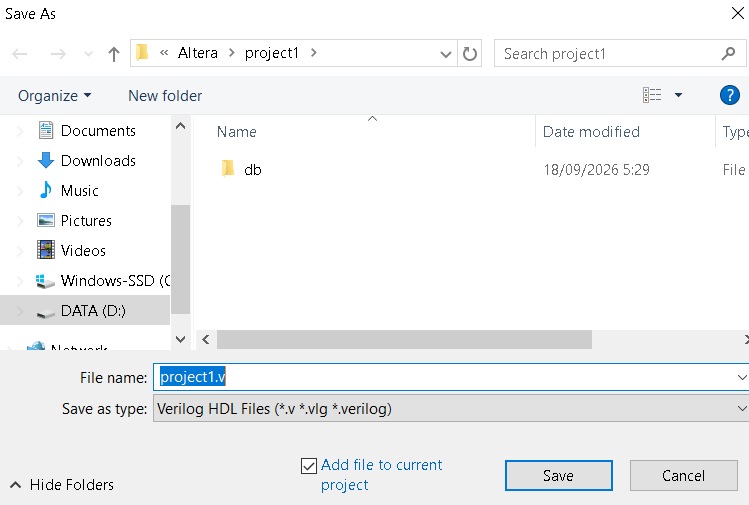 Save As
« Altera > project1 >
Search project1
Organize
New folder
?
Documents
Downloads
Music
Pictures
Videos
Windows-SSD (C
DATA (D:)
Network
Name
Date modified
Type
db
18/09/2026 5:29
File
File name:
project1.v
Save as type:
Verilog HDL Files (*.v *.vlg *.verilog)
Add file to current
project
Save
Cancel
Hide Folders